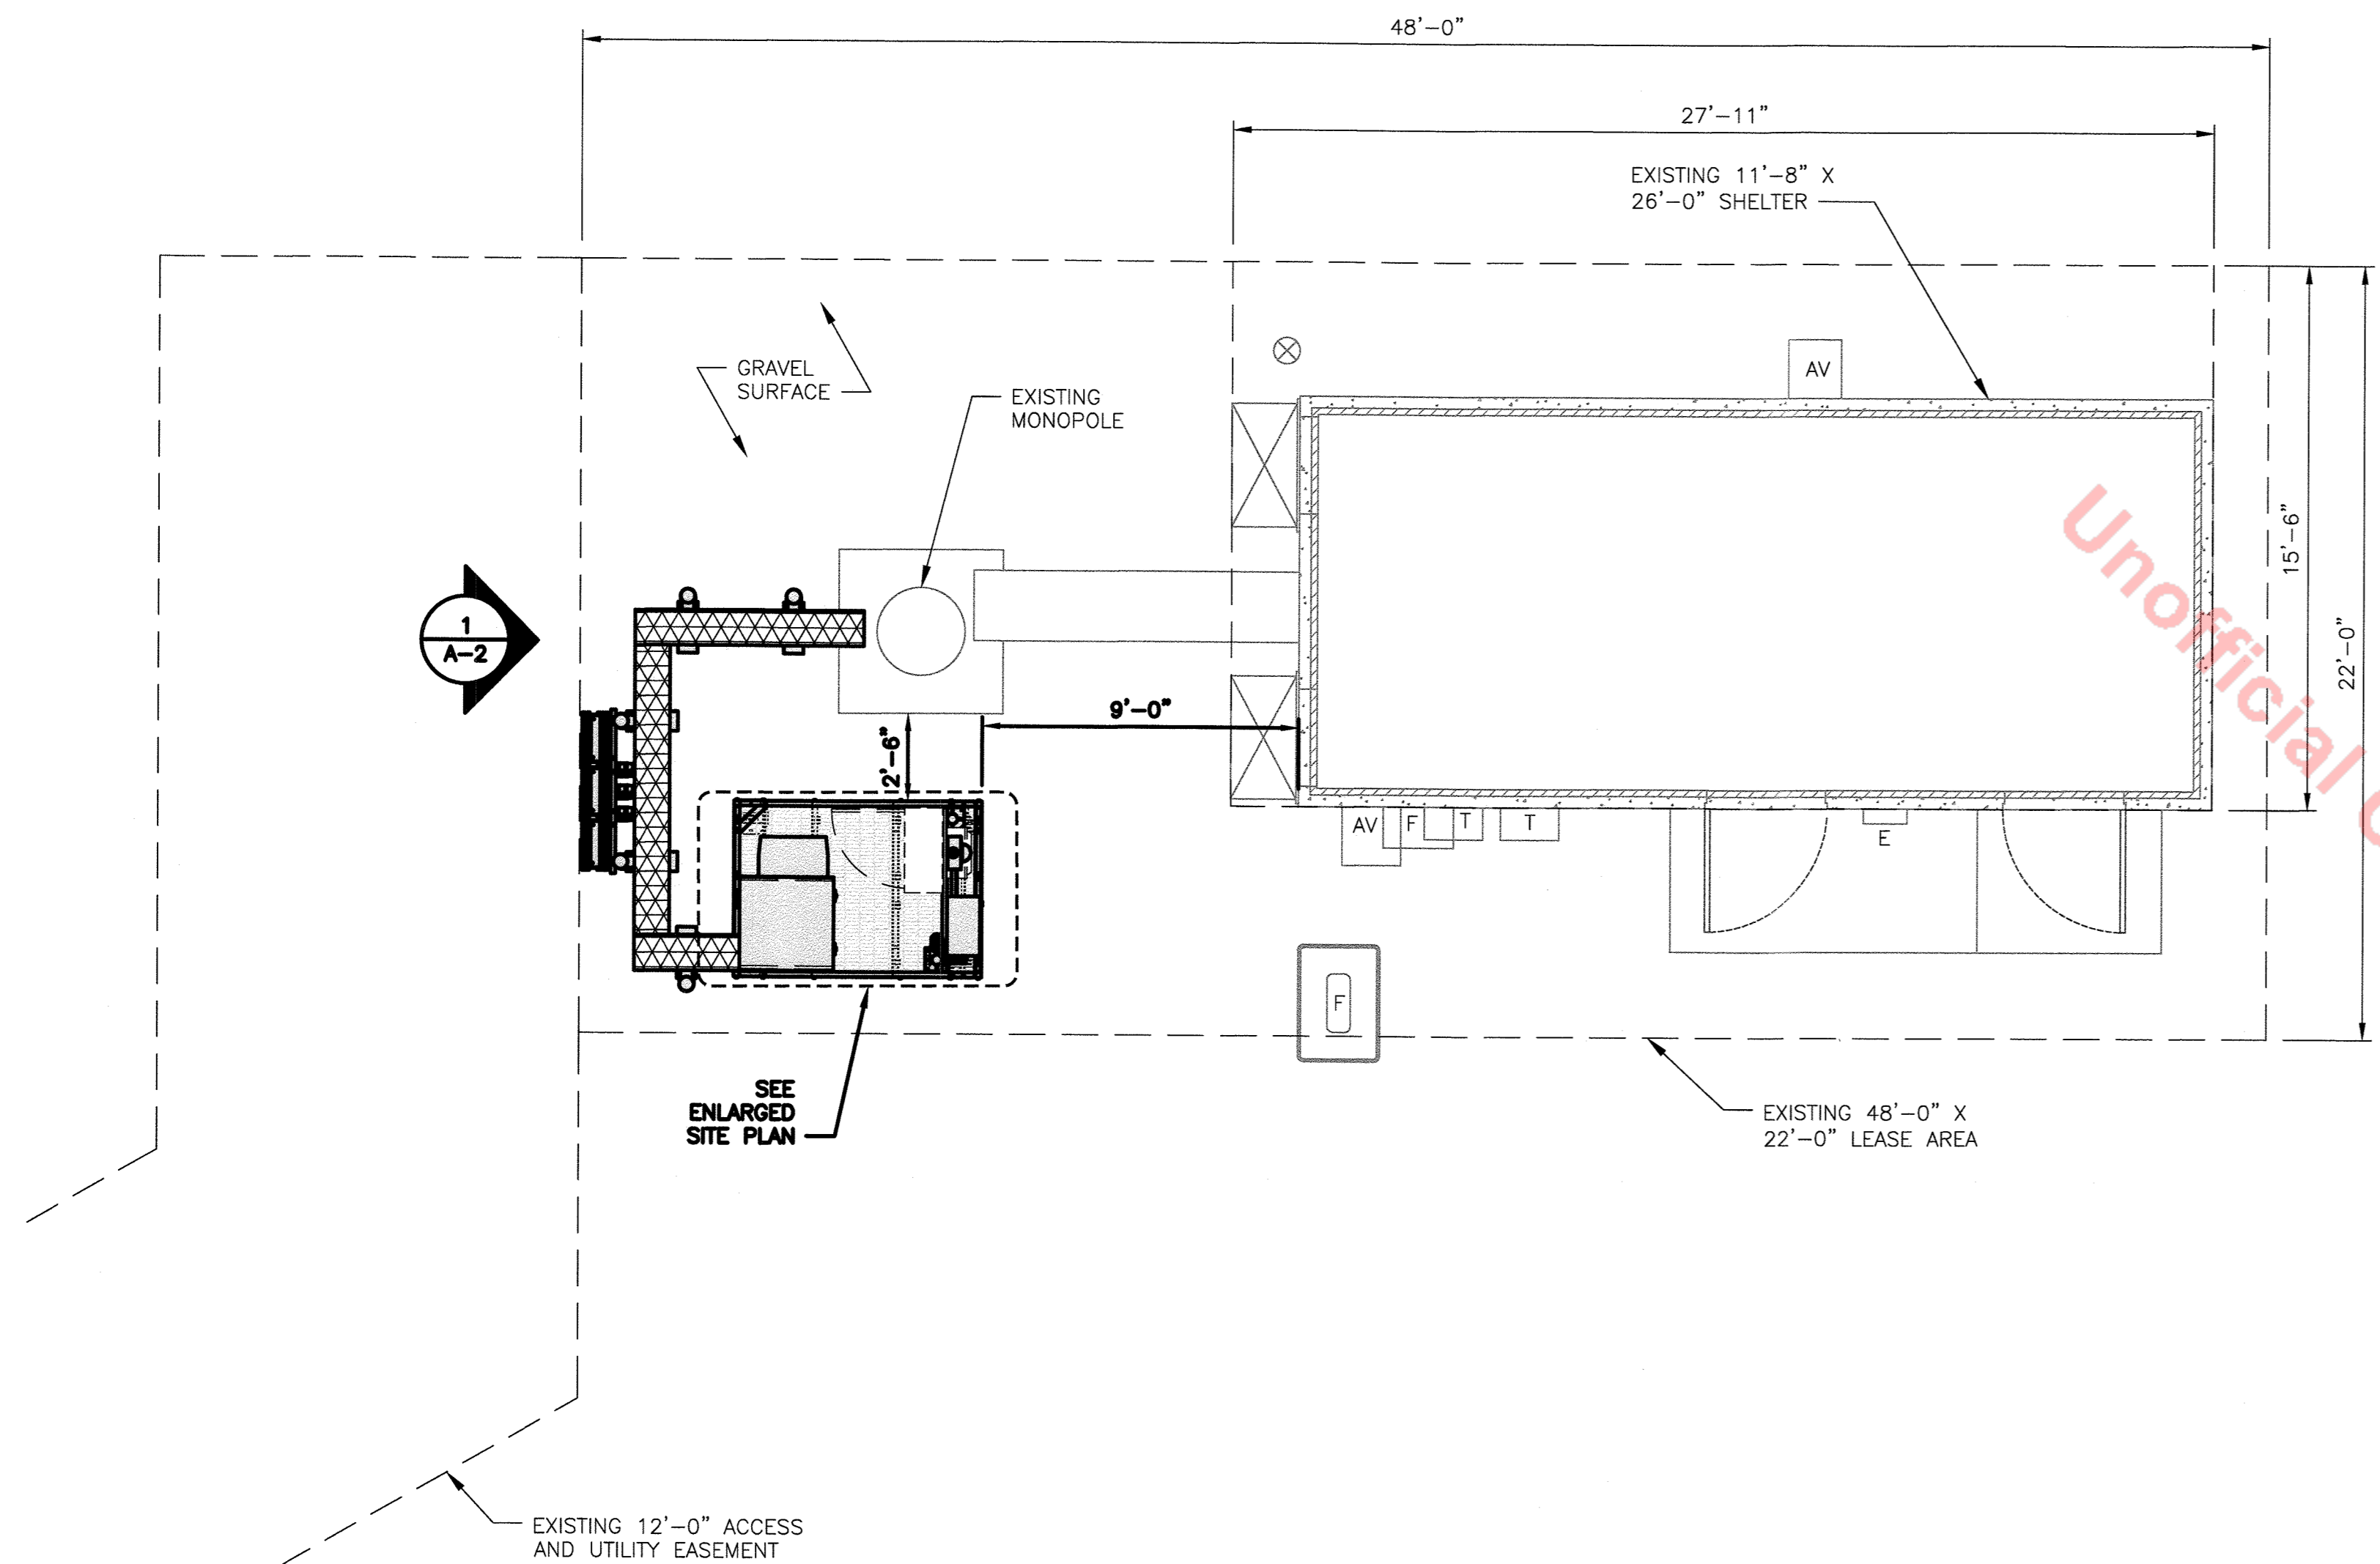 48'-0"
27'-11"
EXISTING 11'-8" X
26'-0" SHELTER
AV
GRAVEL
SURFACE
EXISTING
MONOPOLE
15'-6"
22'-0"
Unofficial
1
A-2
9'-0"
2'-6"
AV
F
T
T
E
F
SEE
ENLARGED
SITE PLAN
EXISTING 48'-0" X
22'-0" LEASE AREA
EXISTING 12'-0" ACCESS
AND UTILITY EASEMENT